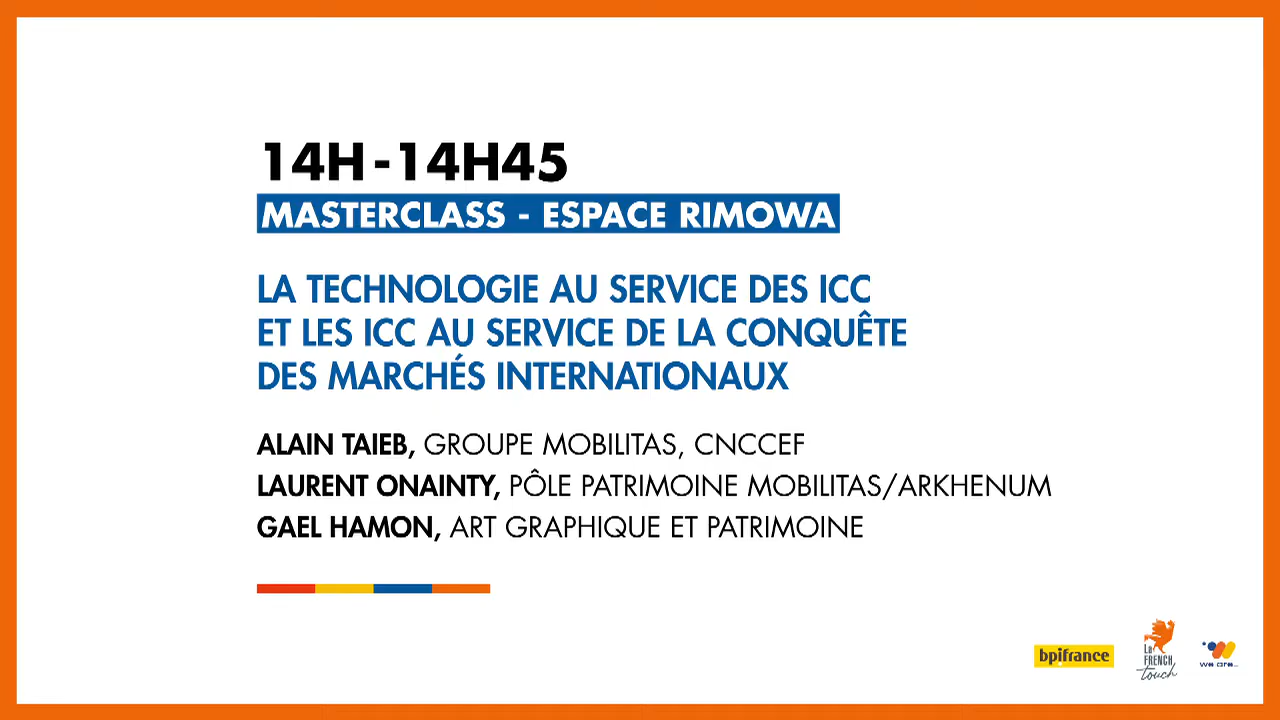 14H - 14H45
MASTERCLASS - ESPACE RIMOWA
LA TECHNOLOGIE AU SERVICE DES ICC
ET LES ICC AU SERVICE DE LA CONQUÊTE
DES MARCHÉS INTERNATIONAUX
ALAIN TAIEB, GROUPE MOBILITAS, CNCCEF
LAURENT ONAINTY, PÔLE PATRIMOINE MOBILITAS/ARKHENUM
GAEL HAMON, ART GRAPHIQUE ET PATRIMOINE
bpifrance
La
FRENCH
touch
we are_